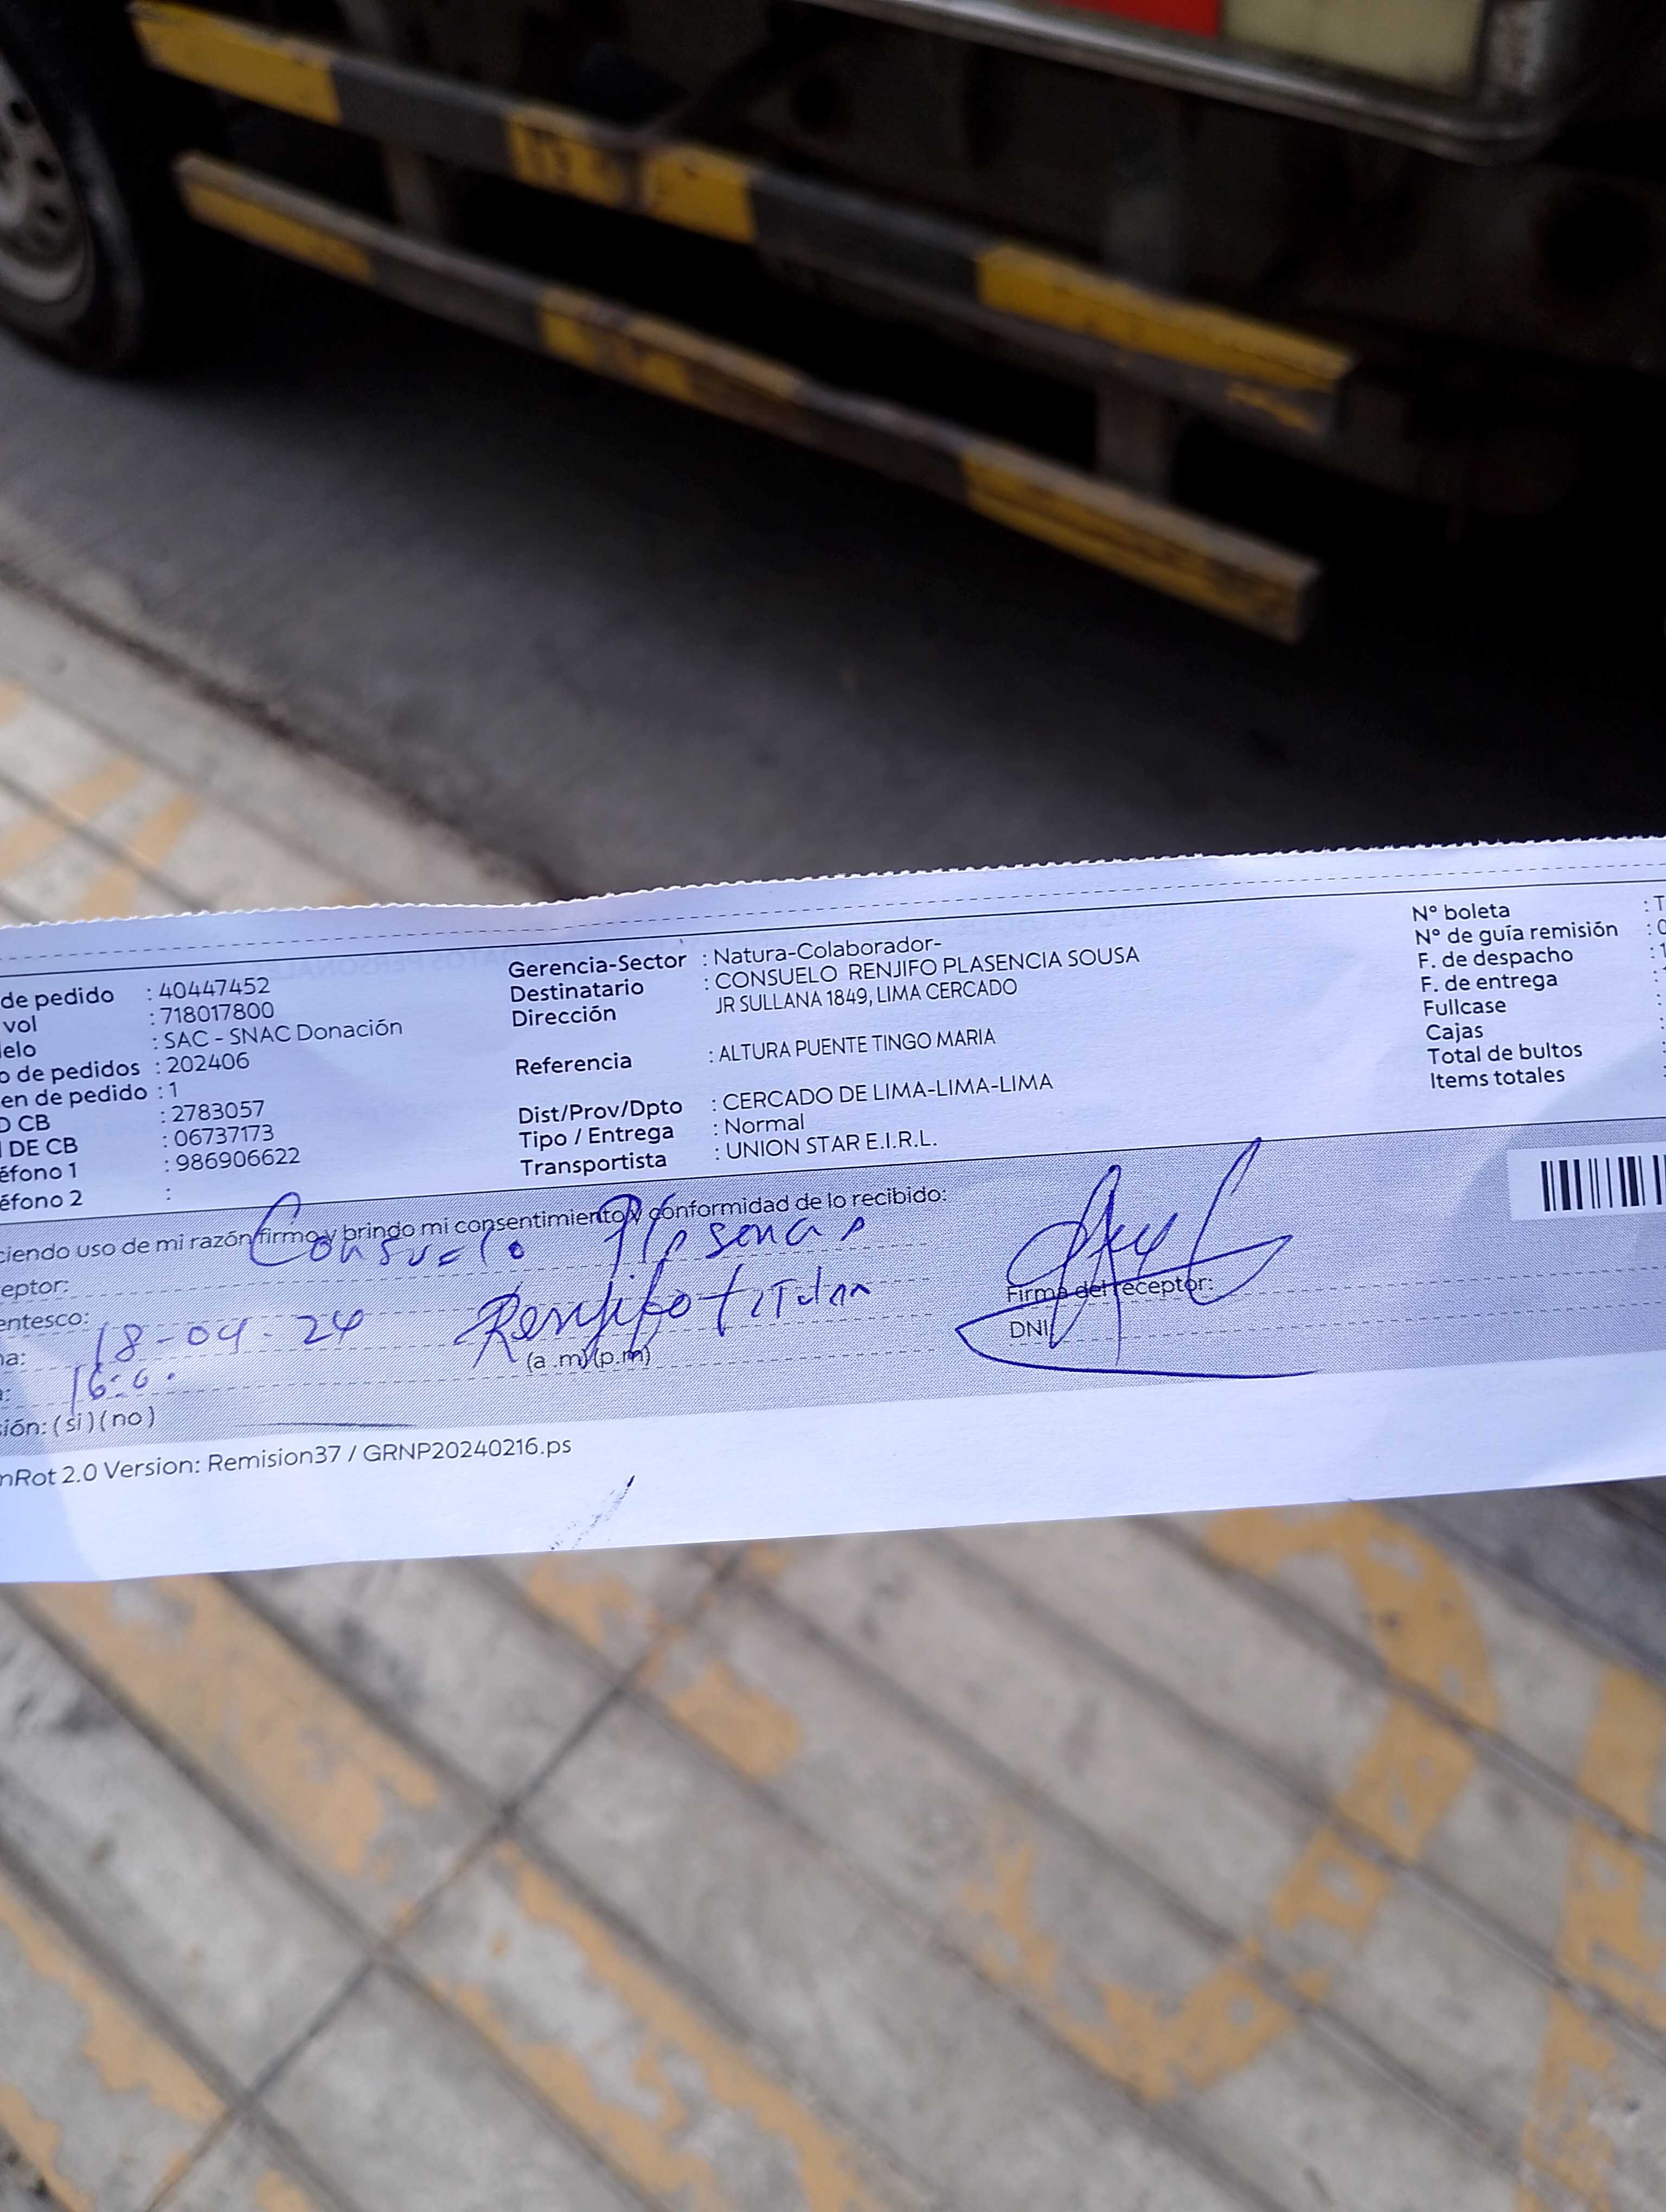 de pedido : 40447452
vol : 718017800
elo : SAC - SNAC Donación
o de pedidos : 202406
en de pedido : 1
O CB : 2783057
DE CB : 06737173
éfono 1 : 986906622
éfono 2 :
Gerencia-Sector : Natura-Colaborador-
Destinatario : CONSUELO RENJIFO PLASENCIA SOUSA
Dirección JR SULLANA 1849, LIMA CERCADO
Referencia : ALTURA PUENTE TINGO MARIA
Dist/Prov/Dpto : CERCADO DE LIMA-LIMA-LIMA
Tipo / Entrega : Normal
Transportista : UNION STAR E.I.R.L.
N° boleta : T
N° de guía remisión : 0
F. de despacho : 1
F. de entrega : 1
Fullcase :
Cajas :
Total de bultos :
Items totales :
ciendo uso de mi razón firmo y brindo mi consentimiento y conformidad de lo recibido:
eptor: Consuelo
entesco: Renjifo
a: 18-04-24
: (a .m)(p.m)
sión: (si)(no)
Firma del receptor:
DNI
nRot 2.0 Version: Remision37 / GRNP20240216.ps